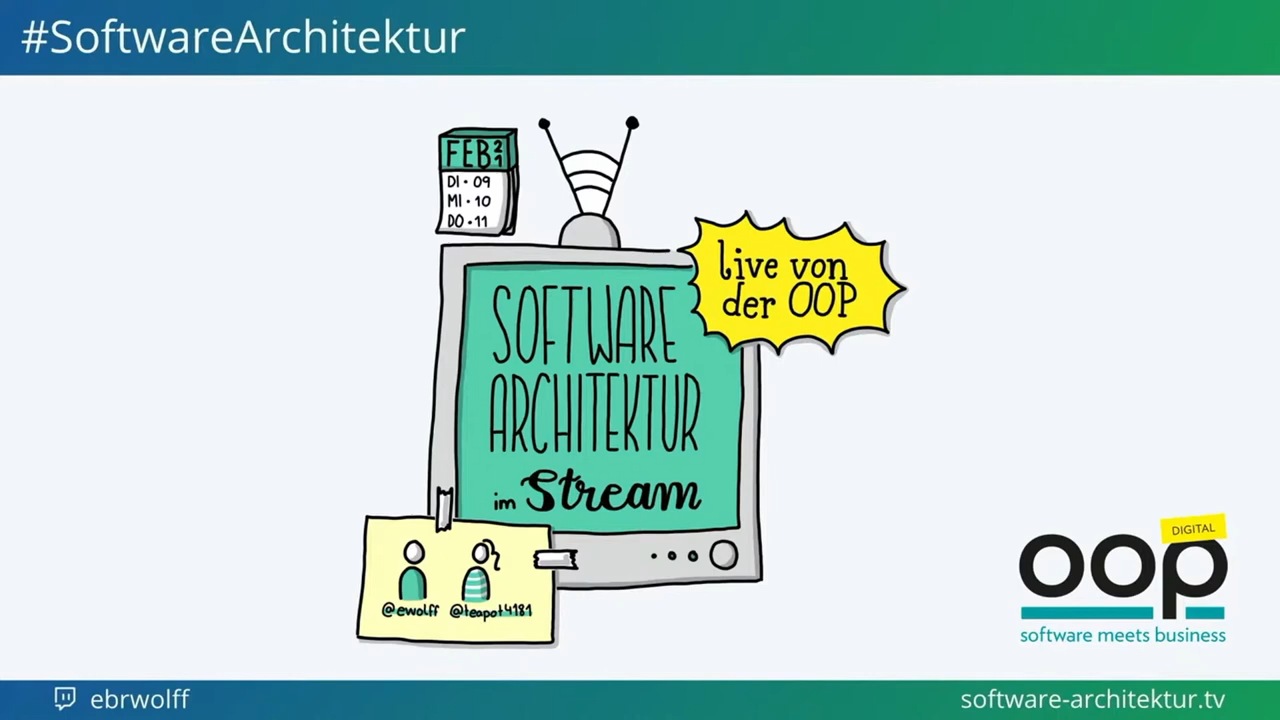 #SoftwareArchitektur
FEB 21
DI • 09
MI • 10
DO • 11
live von
der OOP
SOFTWARE
ARCHITEKTUR
im Stream
@ewolff @teapot4181
DIGITAL
oop
software meets business
ebrwolff
software-architektur.tv